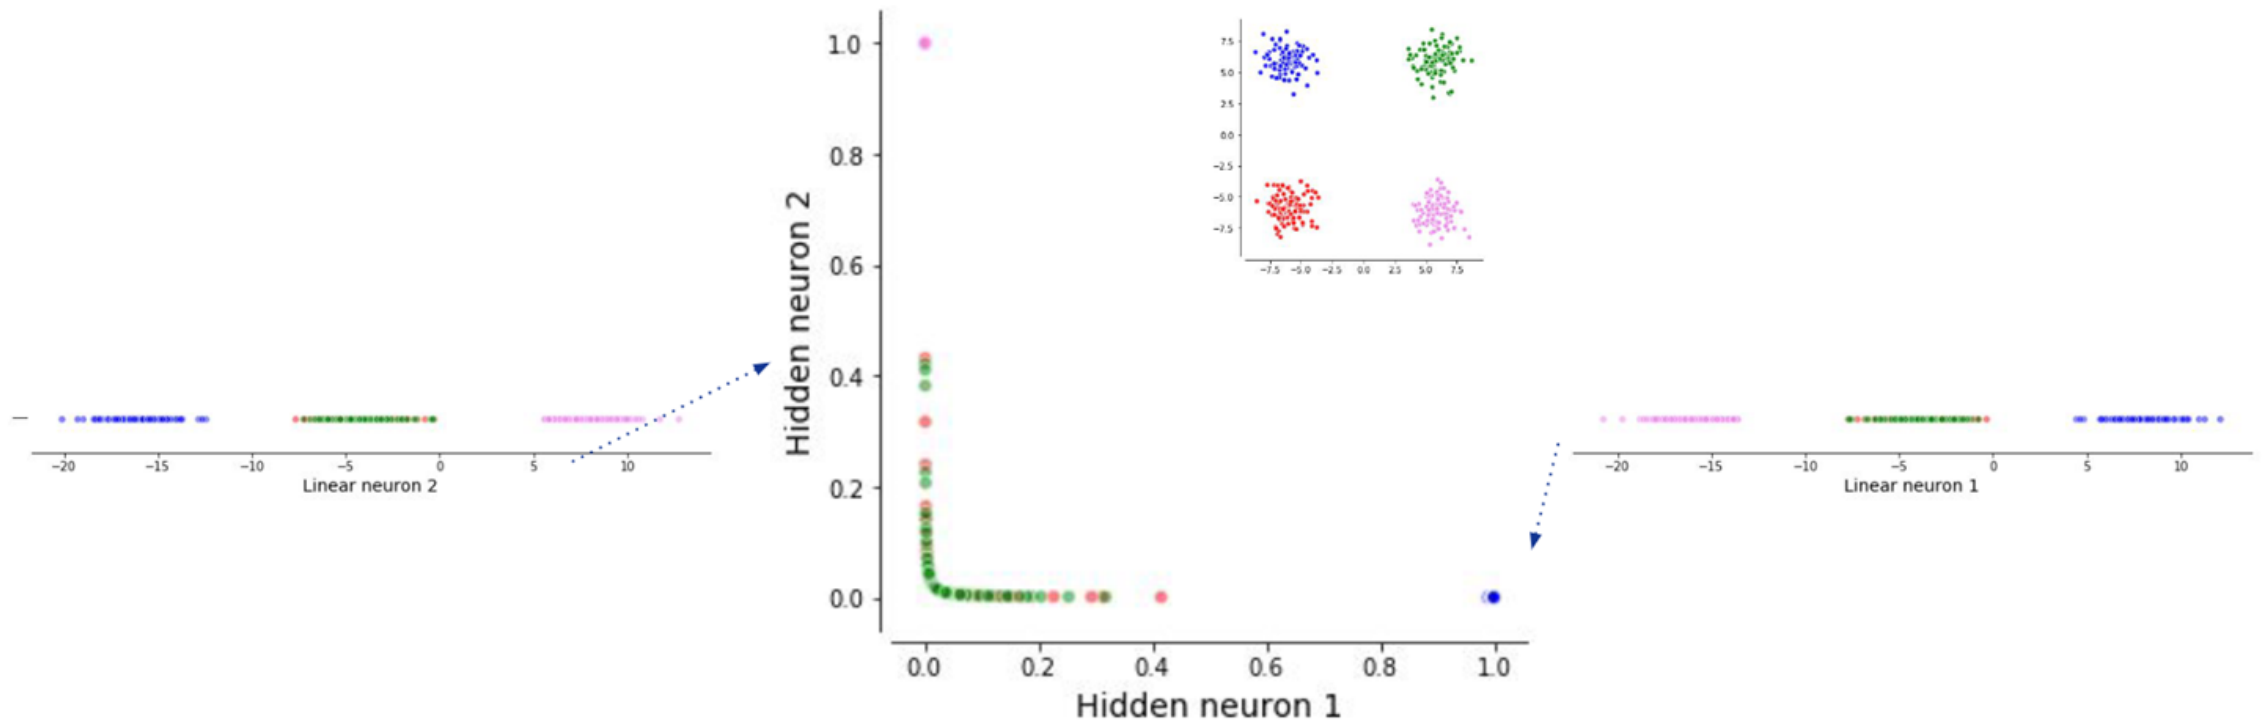 1.0
0.8
0.6
0.4
0.2
0.0
Hidden neuron 2
0.0 0.2 0.4 0.6 0.8 1.0
Hidden neuron 1
7.5
5.0
2.5
0.0
−2.5
−5.0
−7.5
−7.5 −5.0 −2.5 0.0 2.5 5.0 7.5
−20 −15 −10 −5 0 5 10
Linear neuron 2
−20 −15 −10 −5 0 5 10
Linear neuron 1